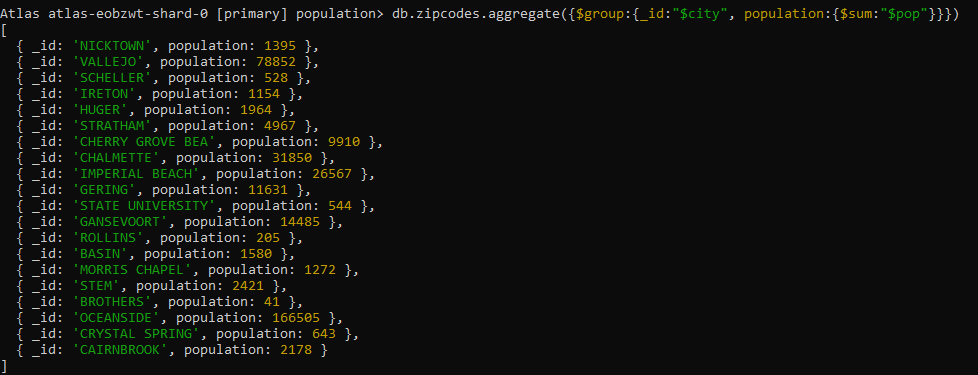 Atlas atlas-eobzwt-shard-0 [primary] population> db.zipcodes.aggregate({$group:{_id:"$city", population:{$sum:"$pop"}}})
[
  { _id: 'NICKTOWN', population: 1395 },
  { _id: 'VALLEJO', population: 78852 },
  { _id: 'SCHELLER', population: 528 },
  { _id: 'IRETON', population: 1154 },
  { _id: 'HUGER', population: 1964 },
  { _id: 'STRATHAM', population: 4967 },
  { _id: 'CHERRY GROVE BEA', population: 9910 },
  { _id: 'CHALMETTE', population: 31850 },
  { _id: 'IMPERIAL BEACH', population: 26567 },
  { _id: 'GERING', population: 11631 },
  { _id: 'STATE UNIVERSITY', population: 544 },
  { _id: 'GANSEVOORT', population: 14485 },
  { _id: 'ROLLINS', population: 205 },
  { _id: 'BASIN', population: 1580 },
  { _id: 'MORRIS CHAPEL', population: 1272 },
  { _id: 'STEM', population: 2421 },
  { _id: 'BROTHERS', population: 41 },
  { _id: 'OCEANSIDE', population: 166505 },
  { _id: 'CRYSTAL SPRING', population: 643 },
  { _id: 'CAIRNBROOK', population: 2178 }
]